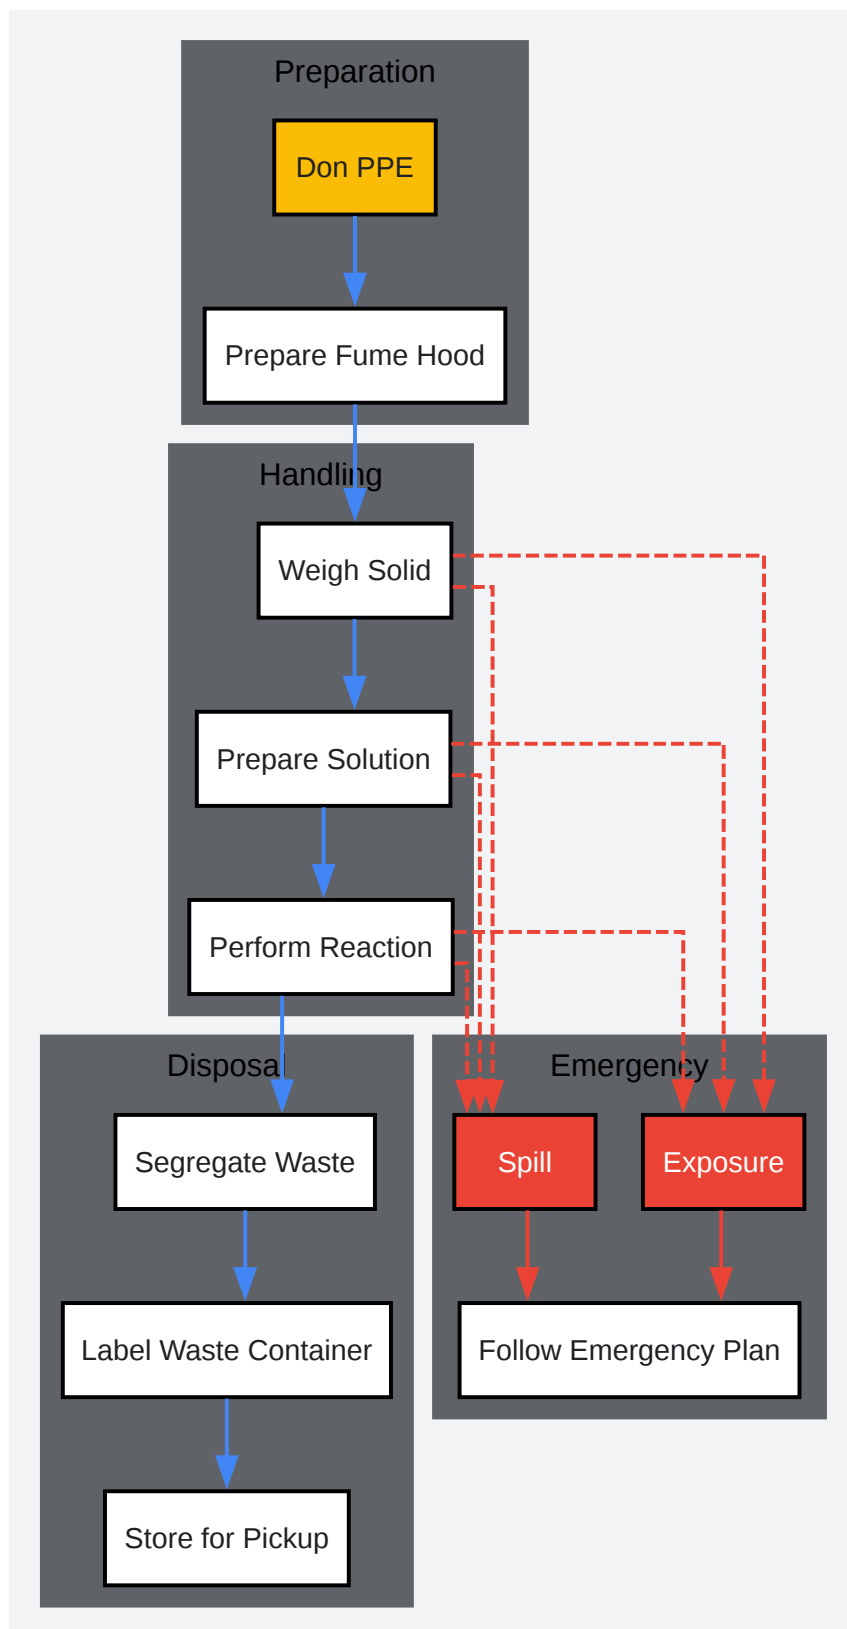 Preparation
Don PPE
Prepare Fume Hood
Handling
Weigh Solid
Prepare Solution
Perform Reaction
Disposal
Segregate Waste
Label Waste Container
Store for Pickup
Emergency
Spill
Exposure
Follow Emergency Plan